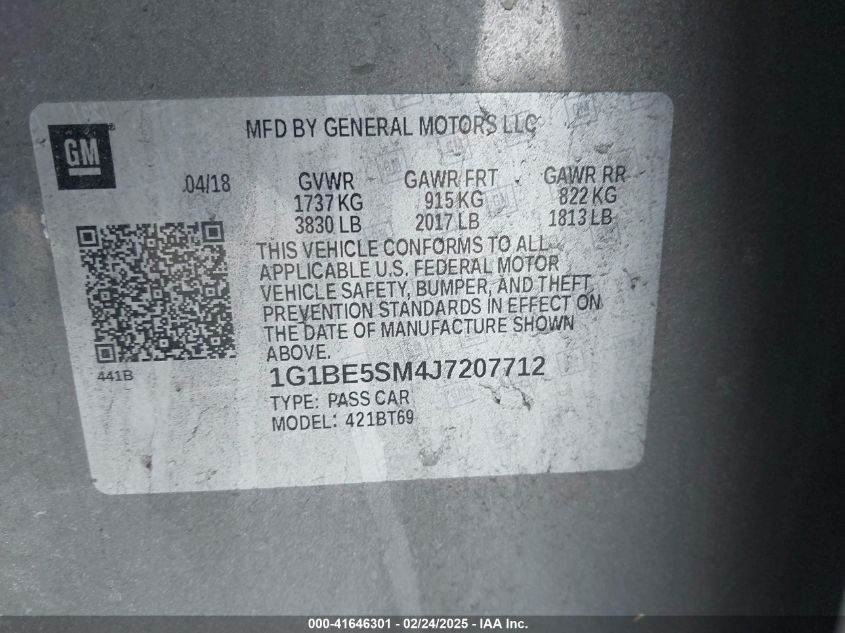 MFD BY GENERAL MOTORS LLC
GM
04/18 GVWR GAWR FRT GAWR RR
1737 KG 915 KG 822 KG
3830 LB 2017 LB 1813 LB
THIS VEHICLE CONFORMS TO ALL
APPLICABLE U.S. FEDERAL MOTOR
VEHICLE SAFETY, BUMPER, AND THEFT
PREVENTION STANDARDS IN EFFECT ON
THE DATE OF MANUFACTURE SHOWN
ABOVE.
441B
1G1BE5SM4J7207712
TYPE: PASS CAR
MODEL: 421BT69
000-41646301 - 02/24/2025 - IAA Inc.